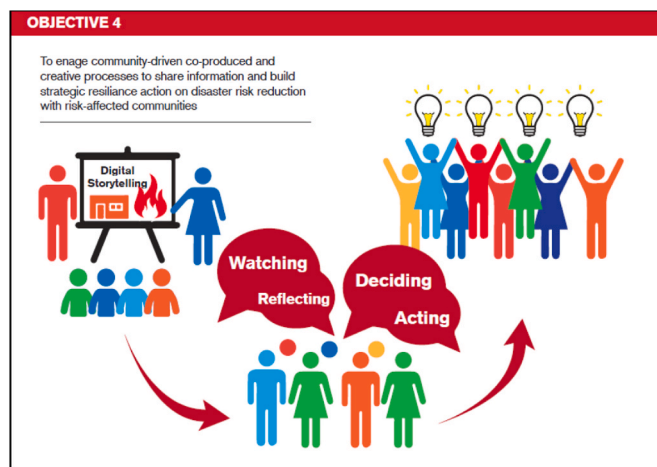 OBJECTIVE 4
To enage community-driven co-produced and
creative processes to share information and build
strategic resiliance action on disaster risk reduction
with risk-affected communities
Digital
Storytelling
Watching
Reflecting
Deciding
Acting